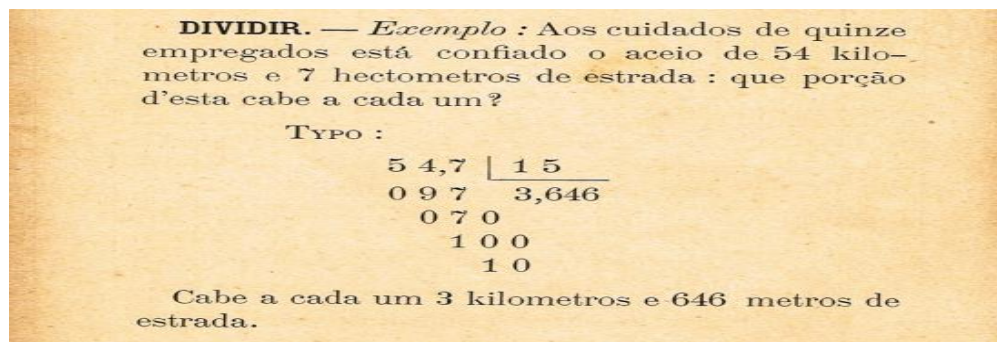 DIVIDIR. — Exemplo : Aos cuidados de quinze
empregados está confiado o aceio de 54 kilo-
metros e 7 hectometros de estrada : que porção
d'esta cabe a cada um ?
TYPO :
5 4,7 | 1 5
0 9 7 3,646
0 7 0
1 0 0
1 0
Cabe a cada um 3 kilometros e 646 metros de
estrada.